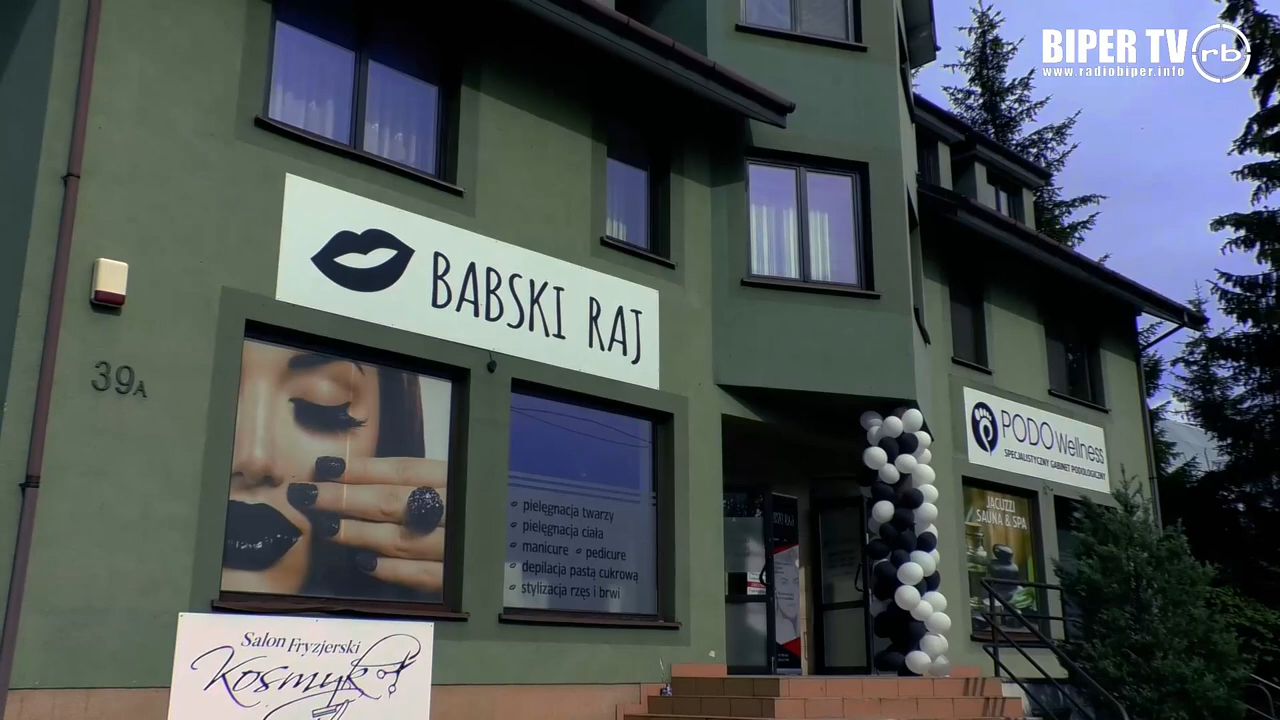 BIPER TV rb
www.radiobiper.info
BABSKI RAJ
39A
PODO Wellness
SPECJALISTYCZNY GABINET PODOLOGICZNY
JACUZZI
SAUNA & SPA
pielęgnacja twarzy
pielęgnacja ciała
manicure pedicure
depilacja pastą cukrową
stylizacja rzęs i brwi
Salon Fryzjerski
Kosmyk